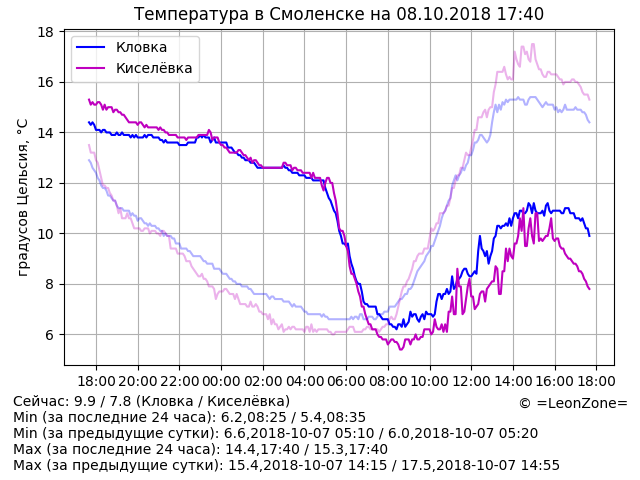 Температура в Смоленске на 08.10.2018 17:40
Кловка
Киселёвка
градусов Цельсия, °C
18
16
14
12
10
8
6
18:00 20:00 22:00 00:00 02:00 04:00 06:00 08:00 10:00 12:00 14:00 16:00 18:00
Сейчас: 9.9 / 7.8 (Кловка / Киселёвка)
© =LeonZone=
Min (за последние 24 часа): 6.2,08:25 / 5.4,08:35
Min (за предыдущие сутки): 6.6,2018-10-07 05:10 / 6.0,2018-10-07 05:20
Max (за последние 24 часа): 14.4,17:40 / 15.3,17:40
Max (за предыдущие сутки): 15.4,2018-10-07 14:15 / 17.5,2018-10-07 14:55